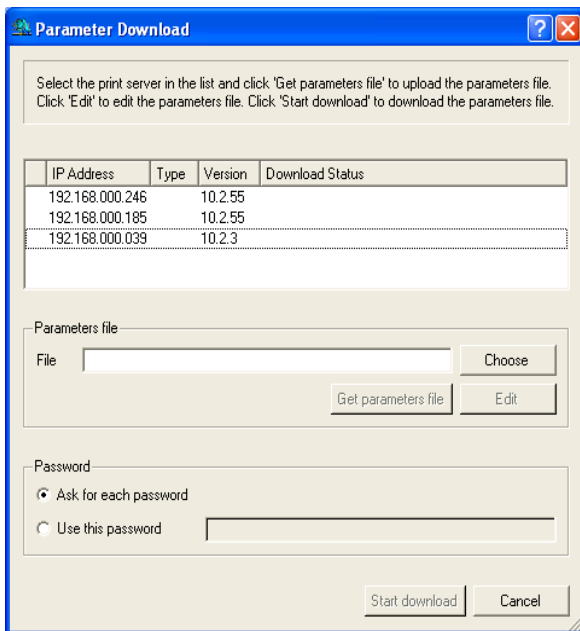 Parameter Download
Select the print server in the list and click 'Get parameters file' to upload the parameters file.
Click 'Edit' to edit the parameters file. Click 'Start download' to download the parameters file.
IP Address Type Version Download Status
192.168.000.246 10.2.55
192.168.000.185 10.2.55
192.168.000.039 10.2.3
Parameters file
File Choose
Get parameters file Edit
Password
Ask for each password
Use this password
Start download Cancel